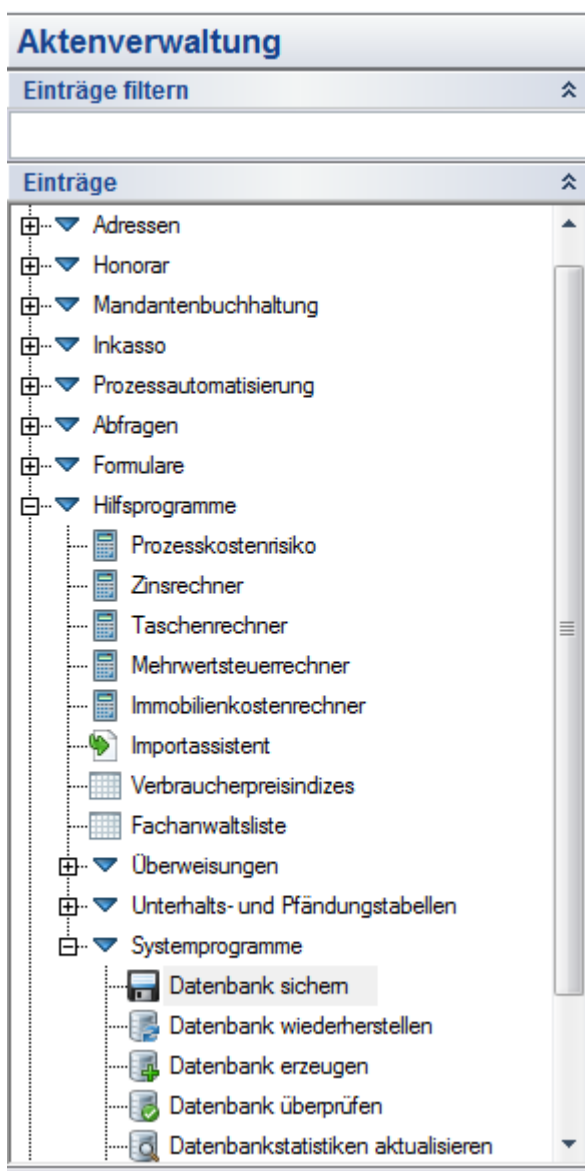 Aktenverwaltung
Einträge filtern
Einträge
Adressen
Honorar
Mandantenbuchhaltung
Inkasso
Prozessautomatisierung
Abfragen
Formulare
Hilfsprogramme
Prozesskostenrisiko
Zinsrechner
Taschenrechner
Mehrwertsteuerrechner
Immobilienkostenrechner
Importassistent
Verbraucherpreisindizes
Fachanwaltsliste
Überweisungen
Unterhalts- und Pfändungstabellen
Systemprogramme
Datenbank sichern
Datenbank wiederherstellen
Datenbank erzeugen
Datenbank überprüfen
Datenbankstatistiken aktualisieren